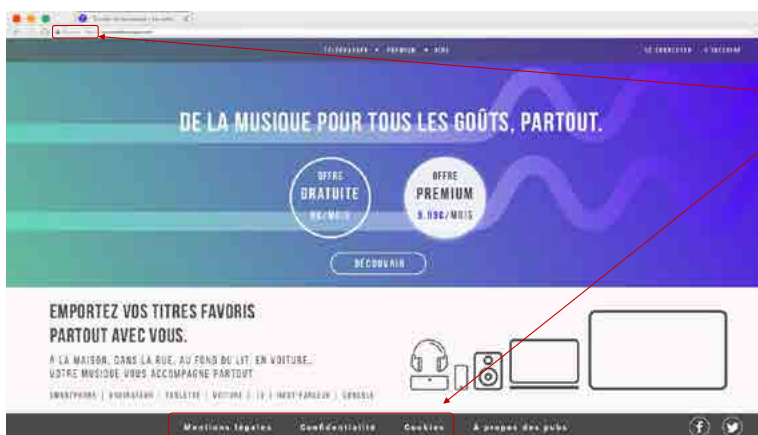 TÉLÉCHARGER • PREMIUM • AIDE
SE CONNECTER S'INSCRIRE
DE LA MUSIQUE POUR TOUS LES GOÛTS, PARTOUT.
OFFRE
GRATUITE
0€/MOIS
OFFRE
PREMIUM
9.99€/MOIS
DÉCOUVRIR
EMPORTEZ VOS TITRES FAVORIS
PARTOUT AVEC VOUS.
À LA MAISON, DANS LA RUE, AU FOND DU LIT, EN VOITURE...
VOTRE MUSIQUE VOUS ACCOMPAGNE PARTOUT
SMARTPHONE | ORDINATEUR | TABLETTE | VOITURE | TV | HAUT-PARLEUR | CONSOLE
Mentions légales Confidentialité Cookies A propos des pubs